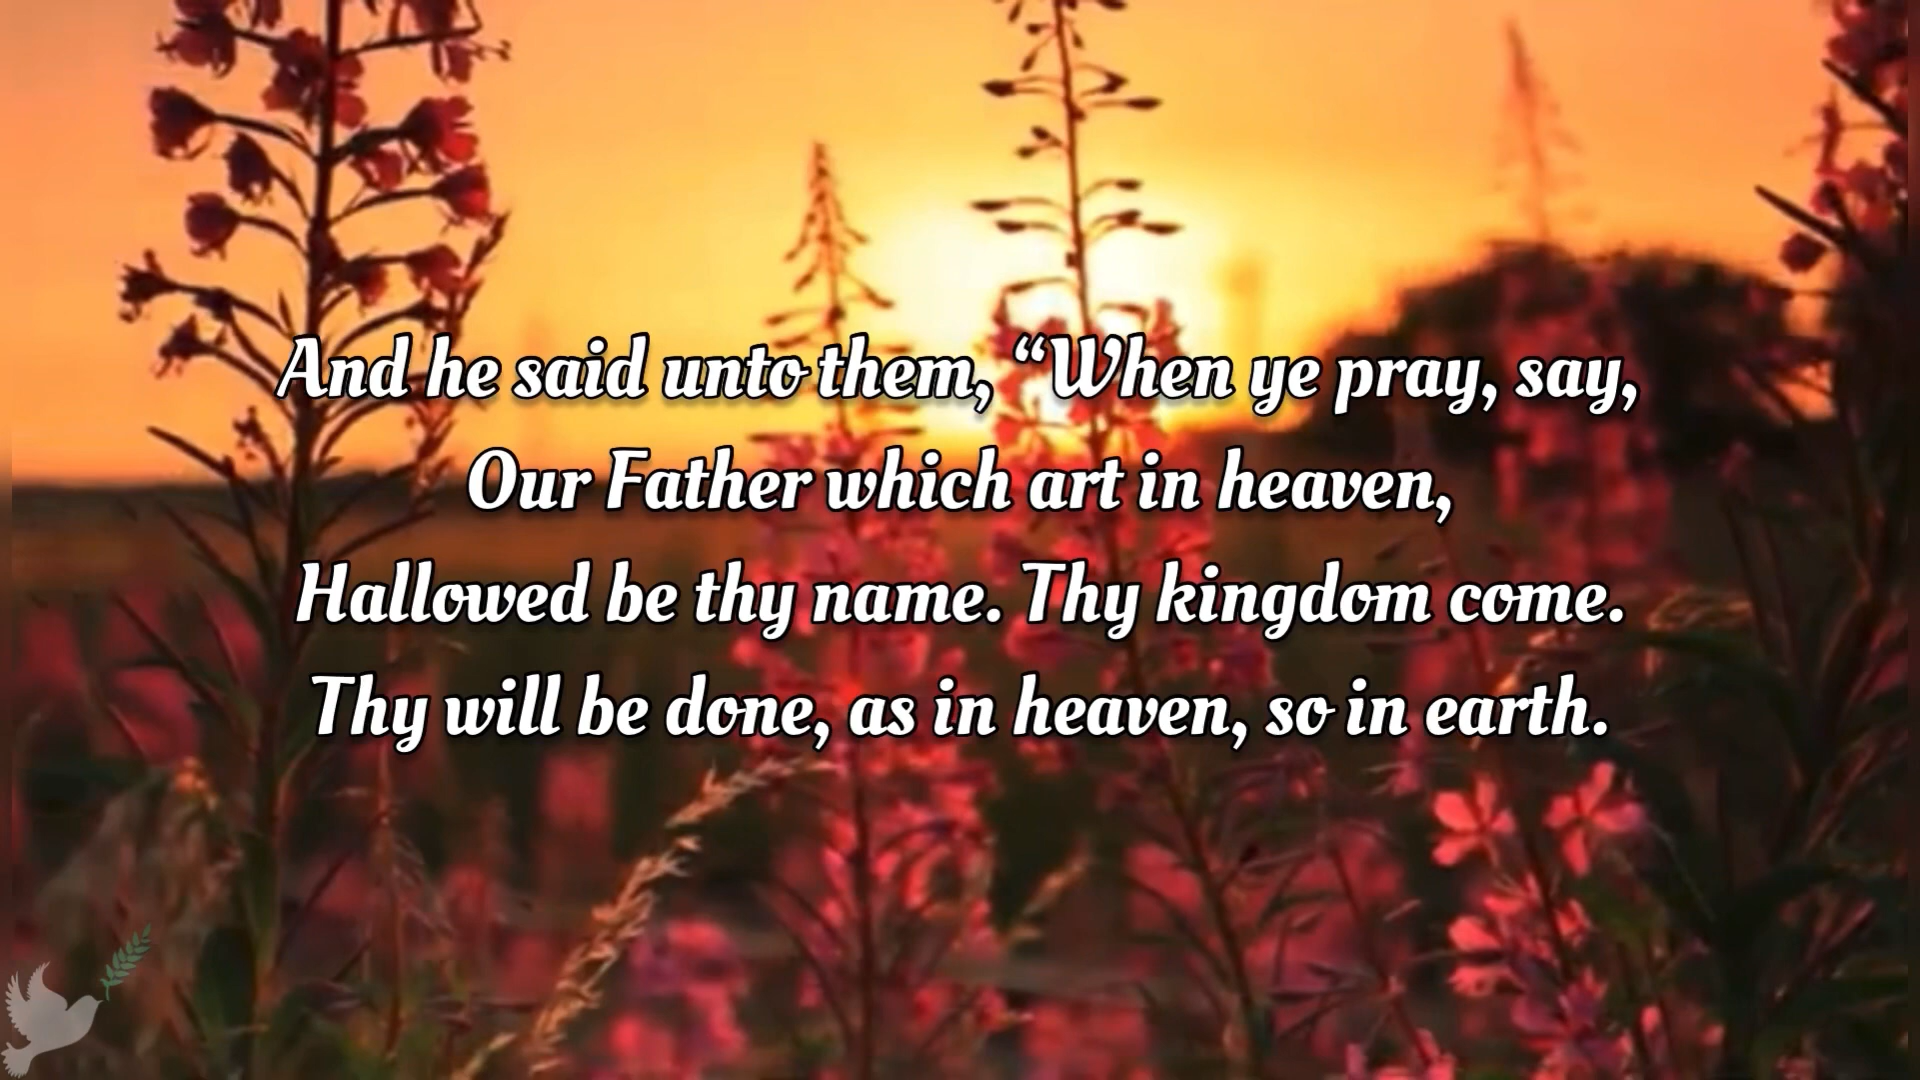 And he said unto them, “When ye pray, say,
Our Father which art in heaven,
Hallowed be thy name. Thy kingdom come.
Thy will be done, as in heaven, so in earth.